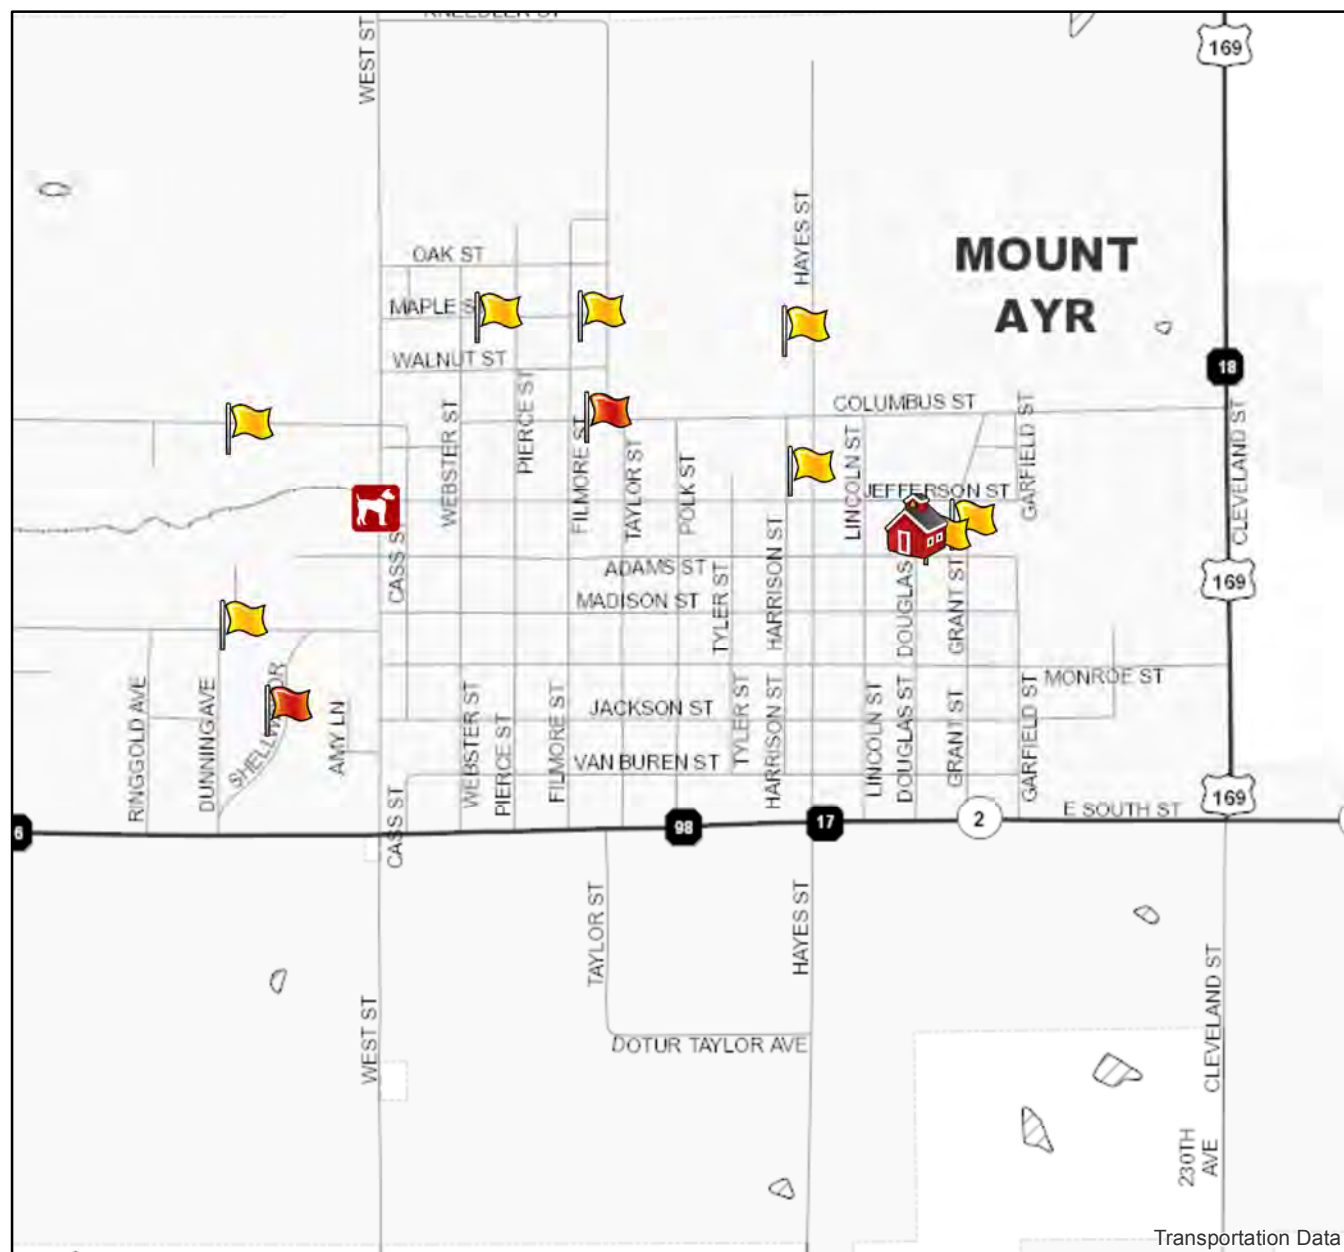 KNEEDLER ST
WEST ST
169
HAYES ST
OAK ST
MOUNT
AYR
MAPLE S
WALNUT ST
18
PIERCE ST
COLUMBUS ST
WEBSTER ST
FILMORE ST
TAYLOR ST
POLK ST
LINCOLN ST
GARFIELD ST
CLEVELAND ST
JEFFERSON ST
CASS S
ADAMS ST
MADISON ST
TYLER ST
HARRISON ST
DOUGLAS
GRANT ST
169
MONROE ST
RINGGOLD AVE
DUNNING AVE
SHELL
DR
AMY LN
WEBSTER ST
PIERCE ST
FILMORE ST
JACKSON ST
TYLER ST
HARRISON ST
LINCOLN ST
DOUGLAS ST
GRANT ST
GARFIELD ST
VAN BUREN ST
169
E SOUTH ST
6
CASS ST
98
17
2
TAYLOR ST
HAYES ST
WEST ST
DOTUR TAYLOR AVE
CLEVELAND ST
230TH
AVE
Transportation Data